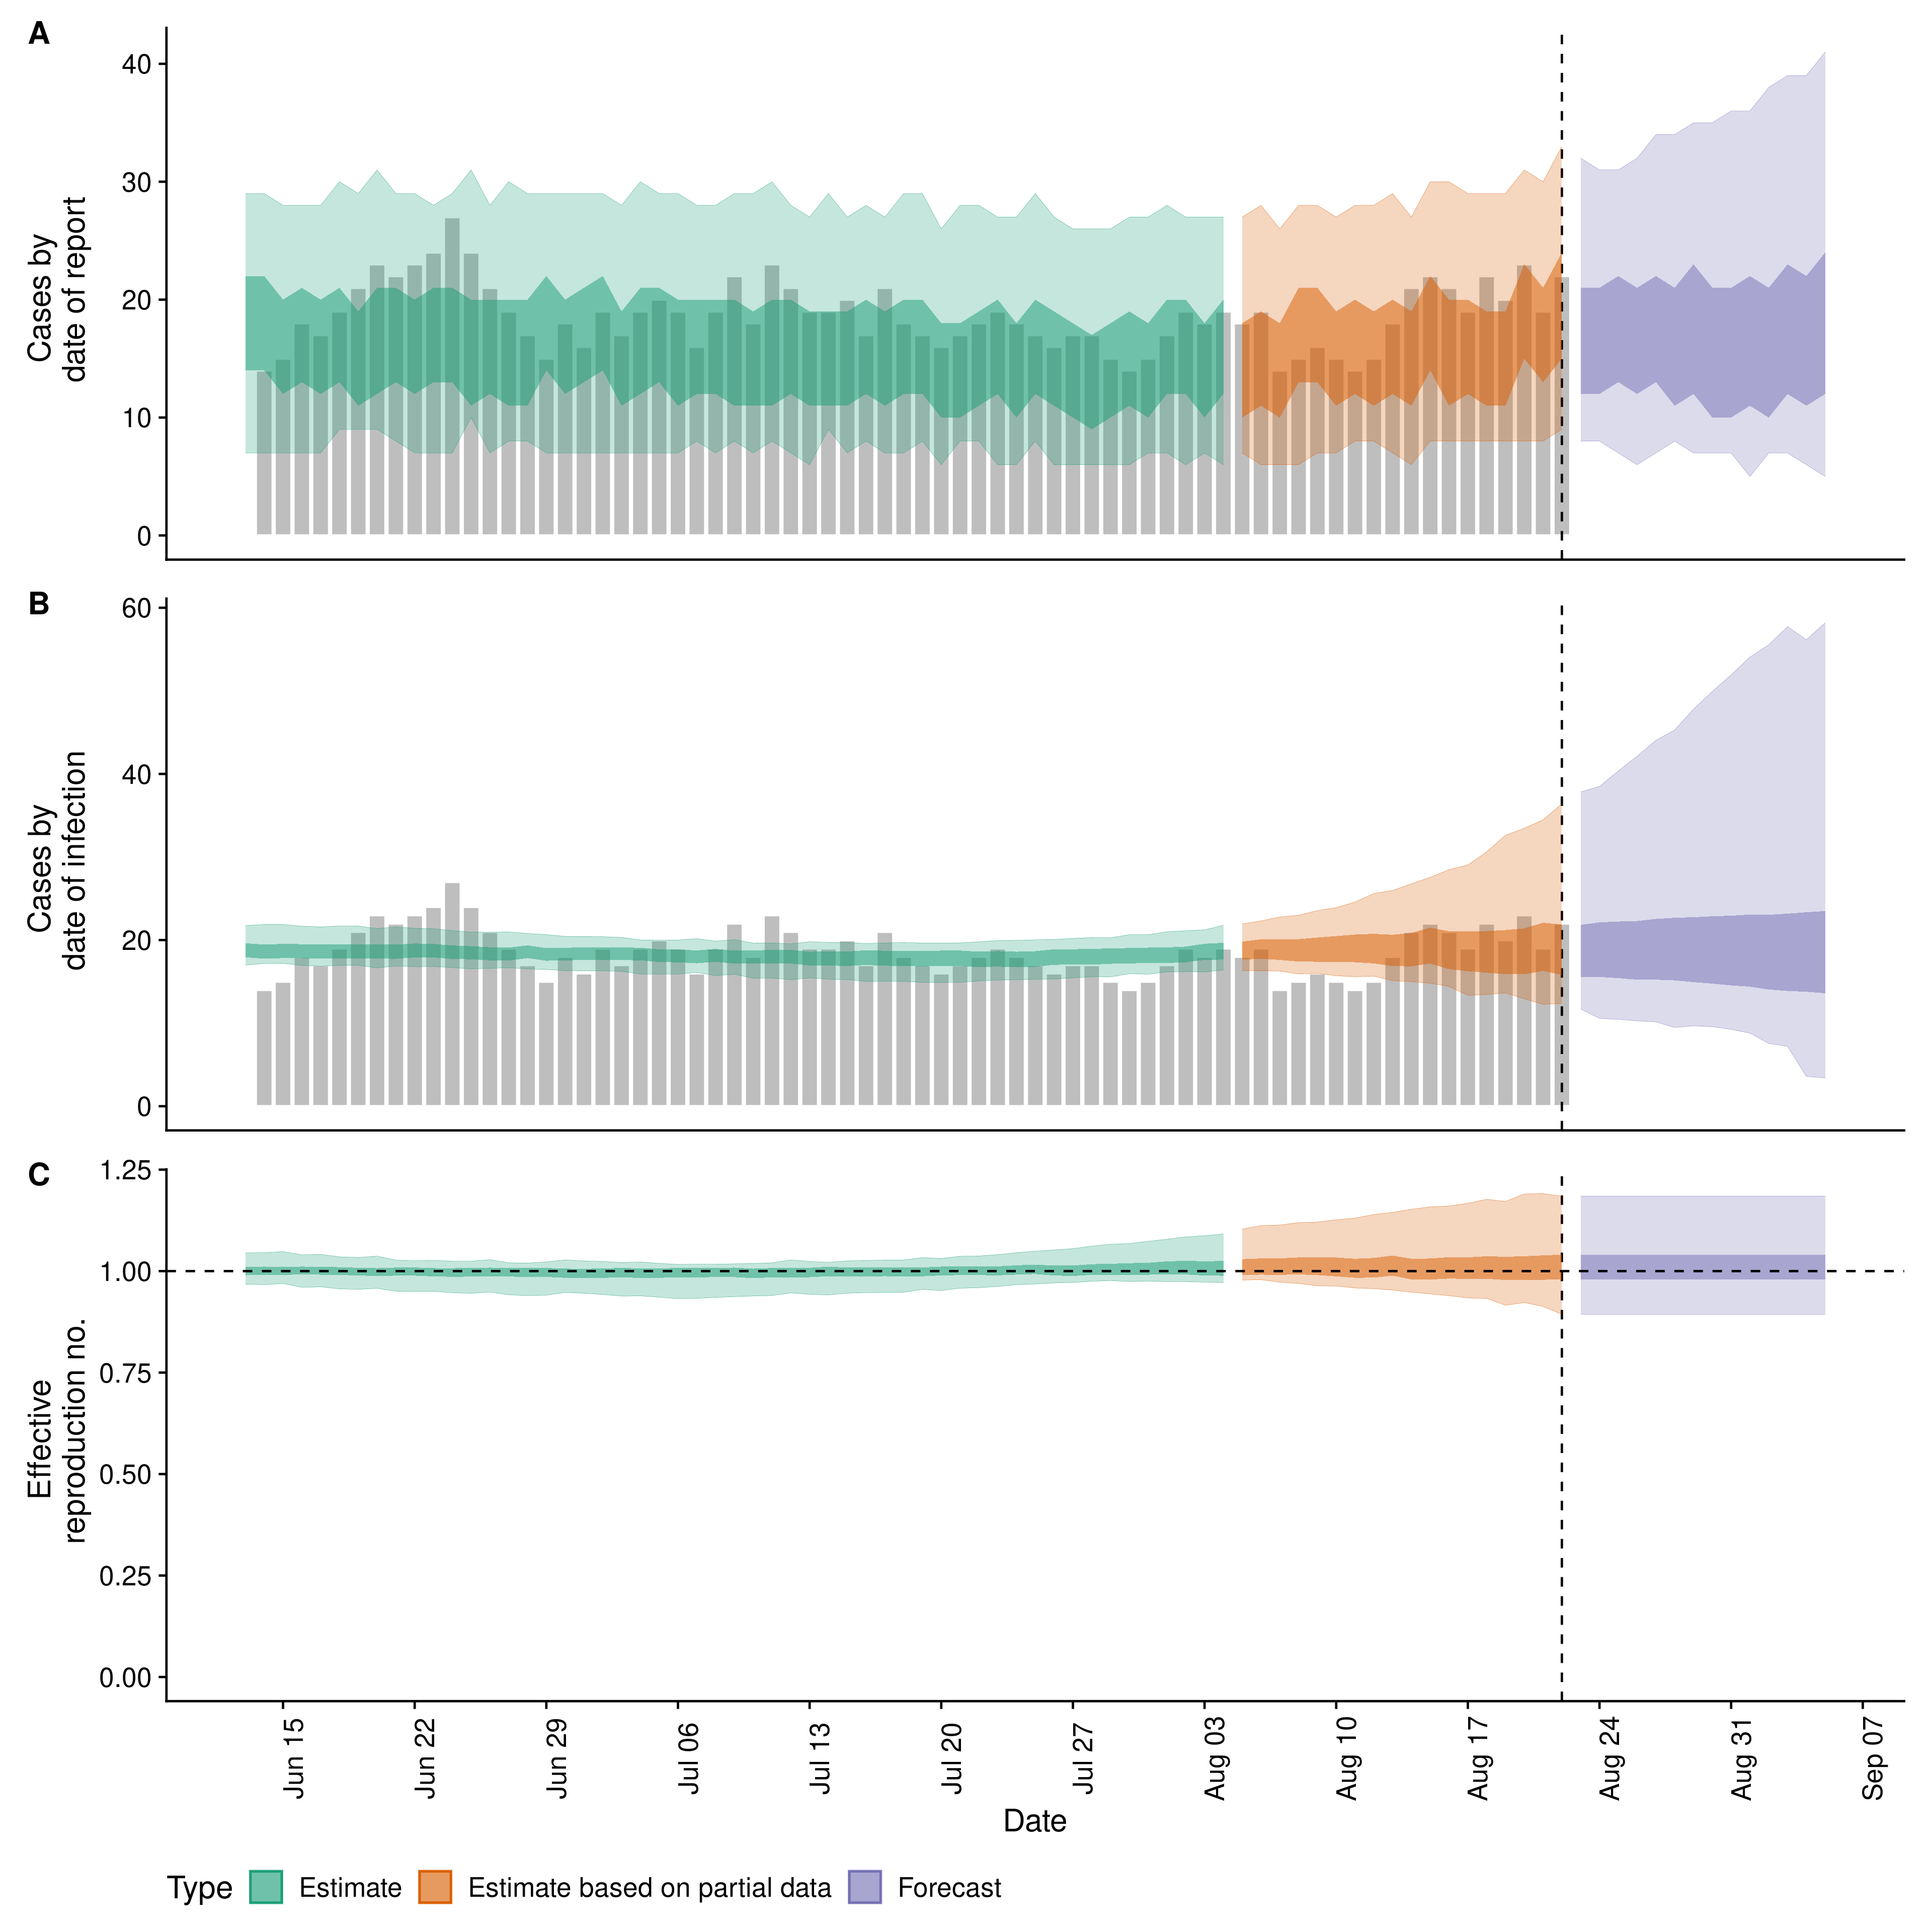 A
Cases by
date of report
40
30
20
10
0
B
Cases by
date of infection
60
40
20
0
C
Effective
reproduction no.
1.25
1.00
0.75
0.50
0.25
0.00
Jun 15
Jun 22
Jun 29
Jul 06
Jul 13
Jul 20
Jul 27
Aug 03
Aug 10
Aug 17
Aug 24
Aug 31
Sep 07
Date
Type Estimate Estimate based on partial data Forecast